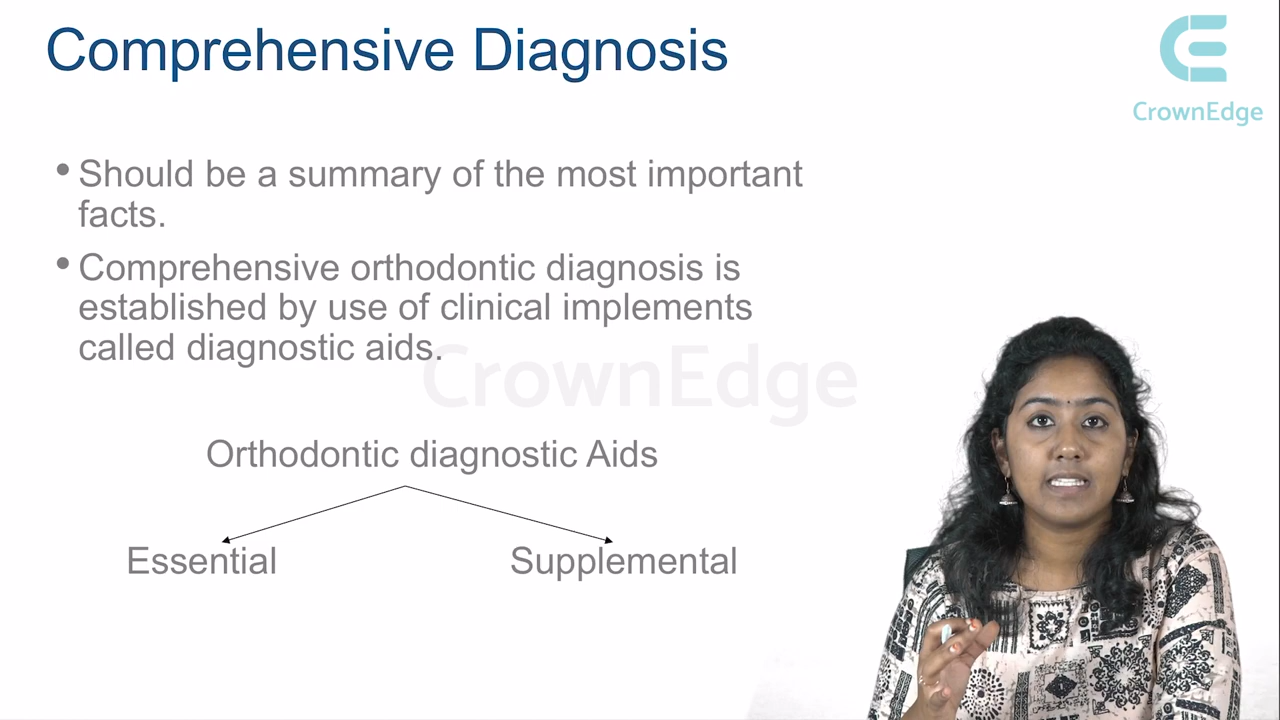 Comprehensive Diagnosis
CrownEdge
• Should be a summary of the most important
facts.
• Comprehensive orthodontic diagnosis is
established by use of clinical implements
called diagnostic aids.
CrownEdge
Orthodontic diagnostic Aids
Essential
Supplemental